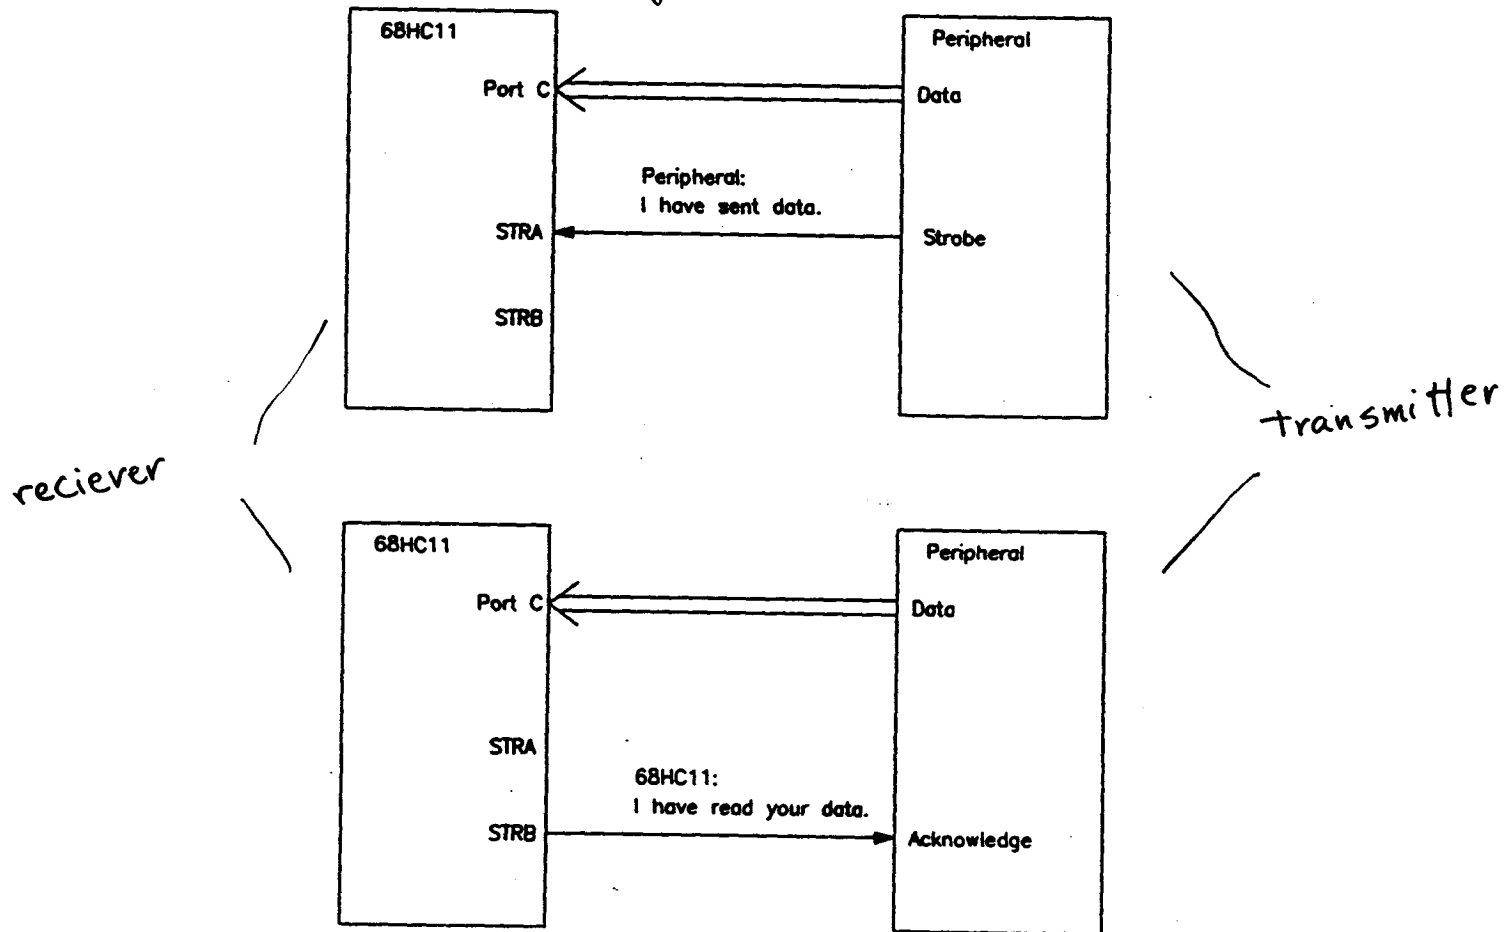 68HC11
Peripheral
Port C
Data
Peripheral:
I have sent data.
STRA
Strobe
STRB
transmitter
reciever
68HC11
Peripheral
Port C
Data
STRA
68HC11:
I have read your data.
STRB
Acknowledge